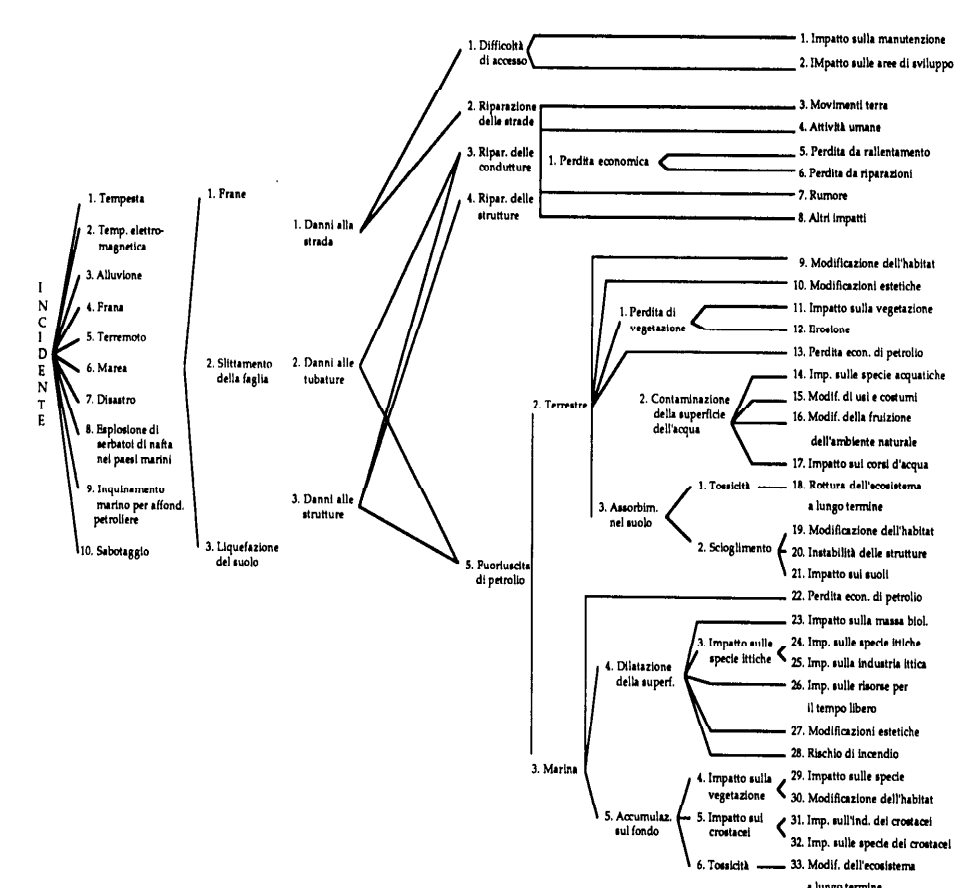 INCIDENTE
1. Tempesta
2. Temp. elettro-
magnetica
3. Alluvione
4. Frana
5. Terremoto
6. Marea
7. Disastro
8. Esplosione di
serbatoi di nafta
nei paesi marini
9. Inquinamento
marino per affond.
petroliere
10. Sabotaggio
1. Frane
2. Slittamento
della faglia
3. Liquefazione
del suolo
1. Danni alla
strada
2. Danni alle
tubature
3. Danni alle
strutture
1. Difficoltà
di accesso
2. Riparazione
delle strade
3. Ripar. delle
condutture
4. Ripar. delle
strutture
5. Fuoriuscita
di petrolio
1. Perdita economica
2. Terrestre
3. Marina
1. Perdita di
vegetazione
2. Contaminazione
della superficie
dell'acqua
3. Assorbim.
nel suolo
1. Tossicità
2. Scioglimento
4. Dilatazione
della superf.
5. Accumulaz.
sul fondo
3. Impatto sulle
specie ittiche
4. Impatto sulla
vegetazione
5. Impatto sui
crostacei
6. Tossicità
1. Impatto sulla manutenzione
2. IMpatto sulle aree di sviluppo
3. Movimenti terra
4. Attività umane
5. Perdita da rallentamento
6. Perdita da riparazioni
7. Rumore
8. Altri impatti
9. Modificazione dell'habitat
10. Modificazioni estetiche
11. Impatto sulla vegetazione
12. Erosione
13. Perdita econ. di petrolio
14. Imp. sulle specie acquatiche
15. Modif. di usi e costumi
16. Modif. della fruizione
dell'ambiente naturale
17. Impatto sui corsi d'acqua
18. Rottura dell'ecosistema
a lungo termine
19. Modificazione dell'habitat
20. Instabilità delle strutture
21. Impatto sui suoli
22. Perdita econ. di petrolio
23. Impatto sulla massa biol.
24. Imp. sulle specie ittiche
25. Imp. sulla industria ittica
26. Imp. sulle risorse per
il tempo libero
27. Modificazioni estetiche
28. Rischio di incendio
29. Impatto sulle specie
30. Modificazione dell'habitat
31. Imp. sull'ind. dei crostacei
32. Imp. sulle specie dei crostacei
33. Modif. dell'ecosistema
a lungo termine